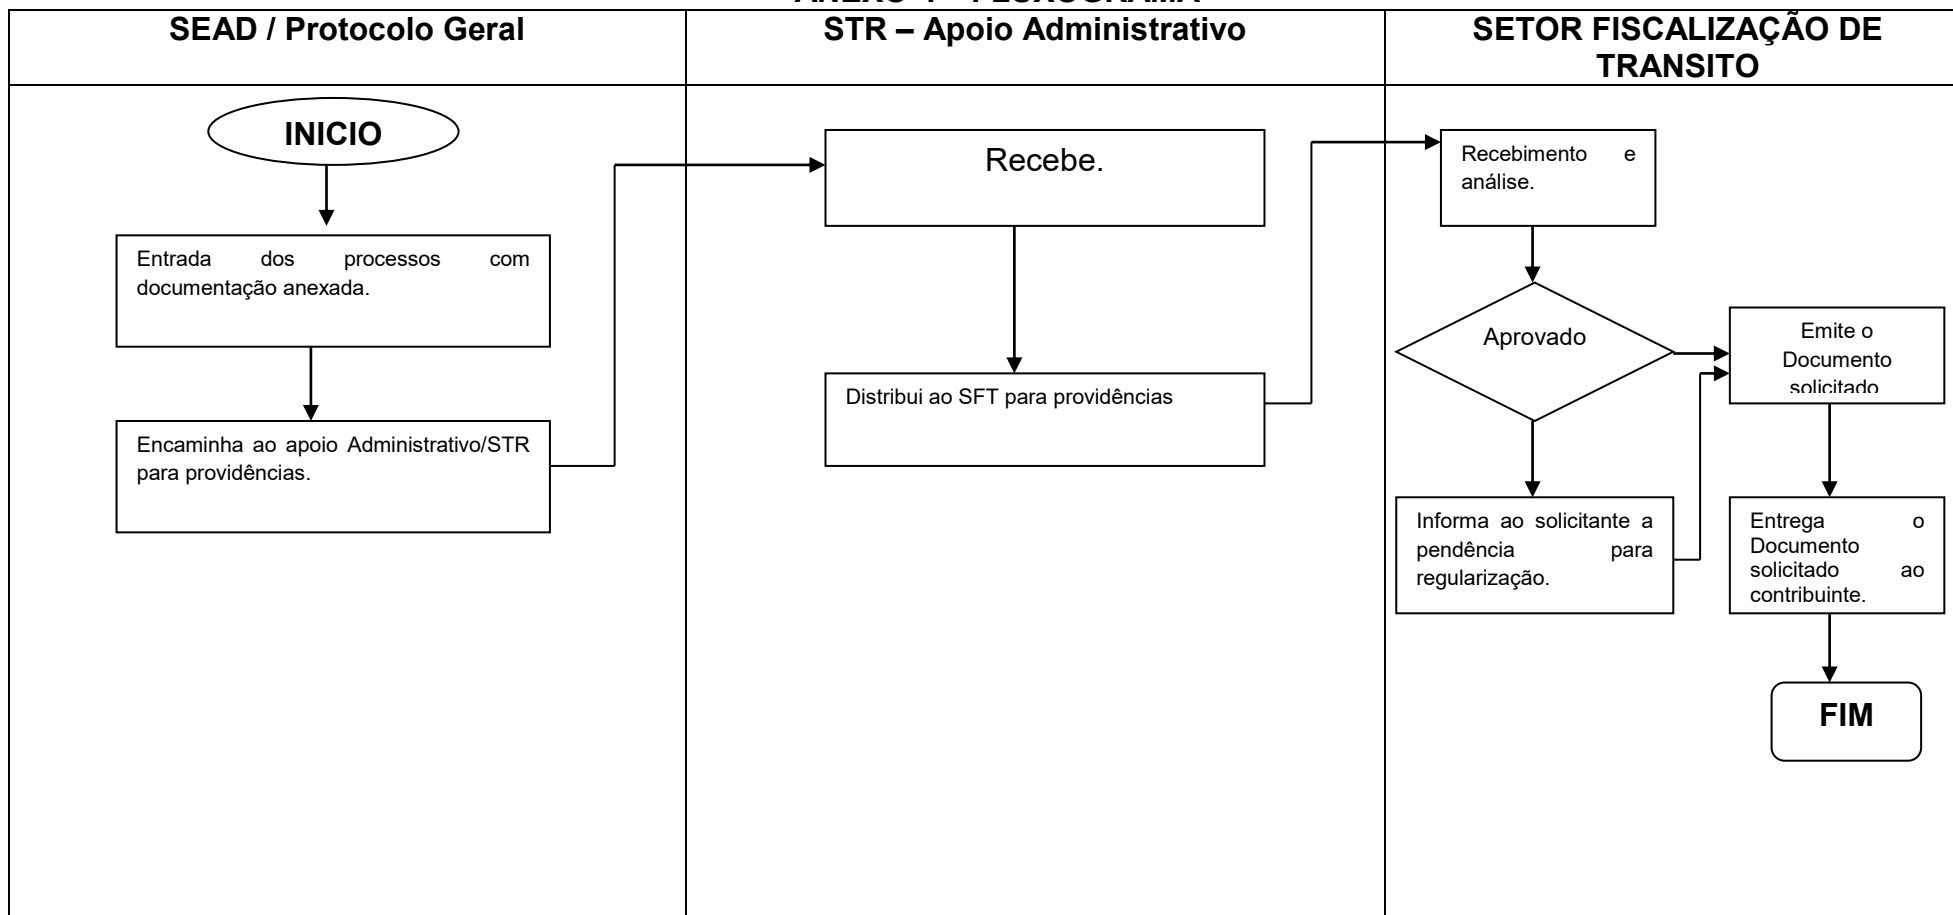 SEAD / Protocolo Geral
STR – Apoio Administrativo
SETOR FISCALIZAÇÃO DE
TRANSITO
INICIO
Entrada dos processos com
documentação anexada.
Encaminha ao apoio Administrativo/STR
para providências.
Recebe.
Distribui ao SFT para providências
Recebimento e
análise.
Aprovado
Emite o
Documento
solicitado
Informa ao solicitante a
pendência para
regularização.
Entrega o
Documento
solicitado ao
contribuinte.
FIM